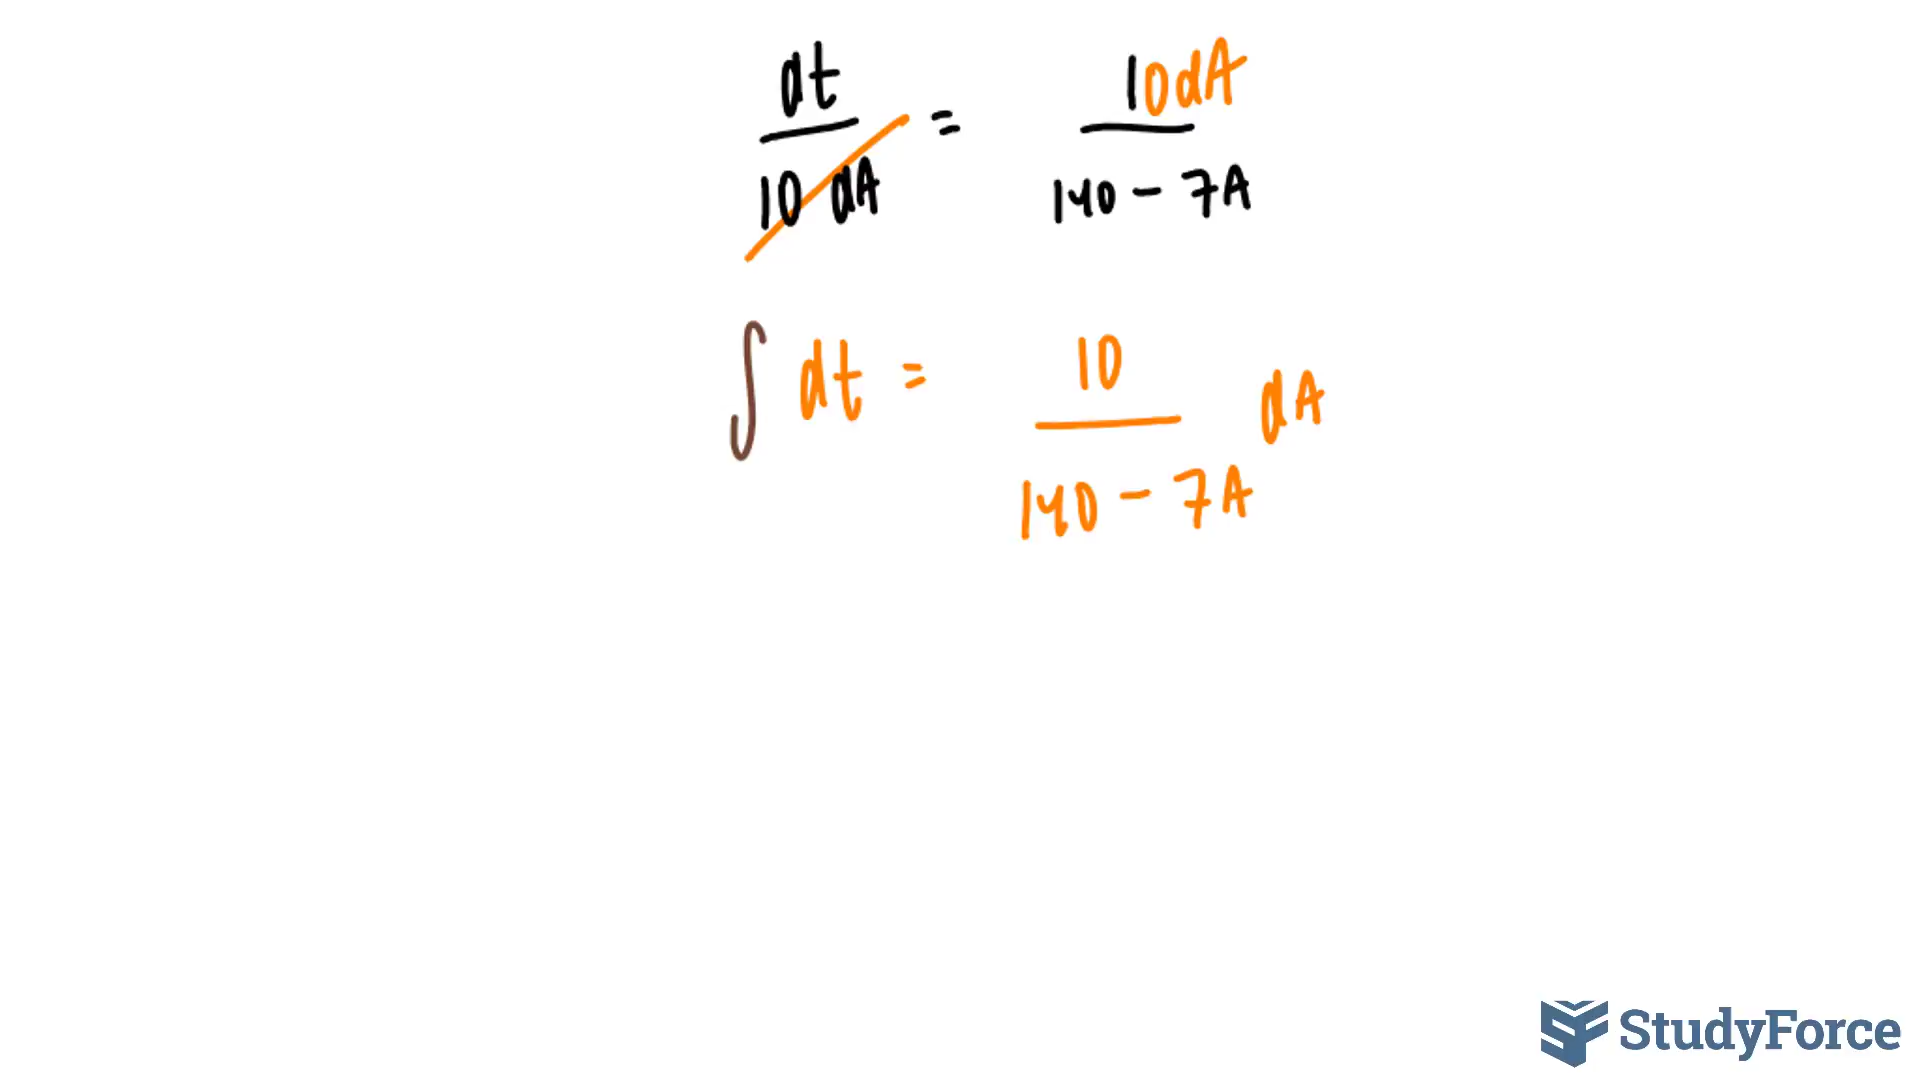 dt/10 dA = 10dA/140 - 7A
∫ dt = 10/140 - 7A dA
StudyForce